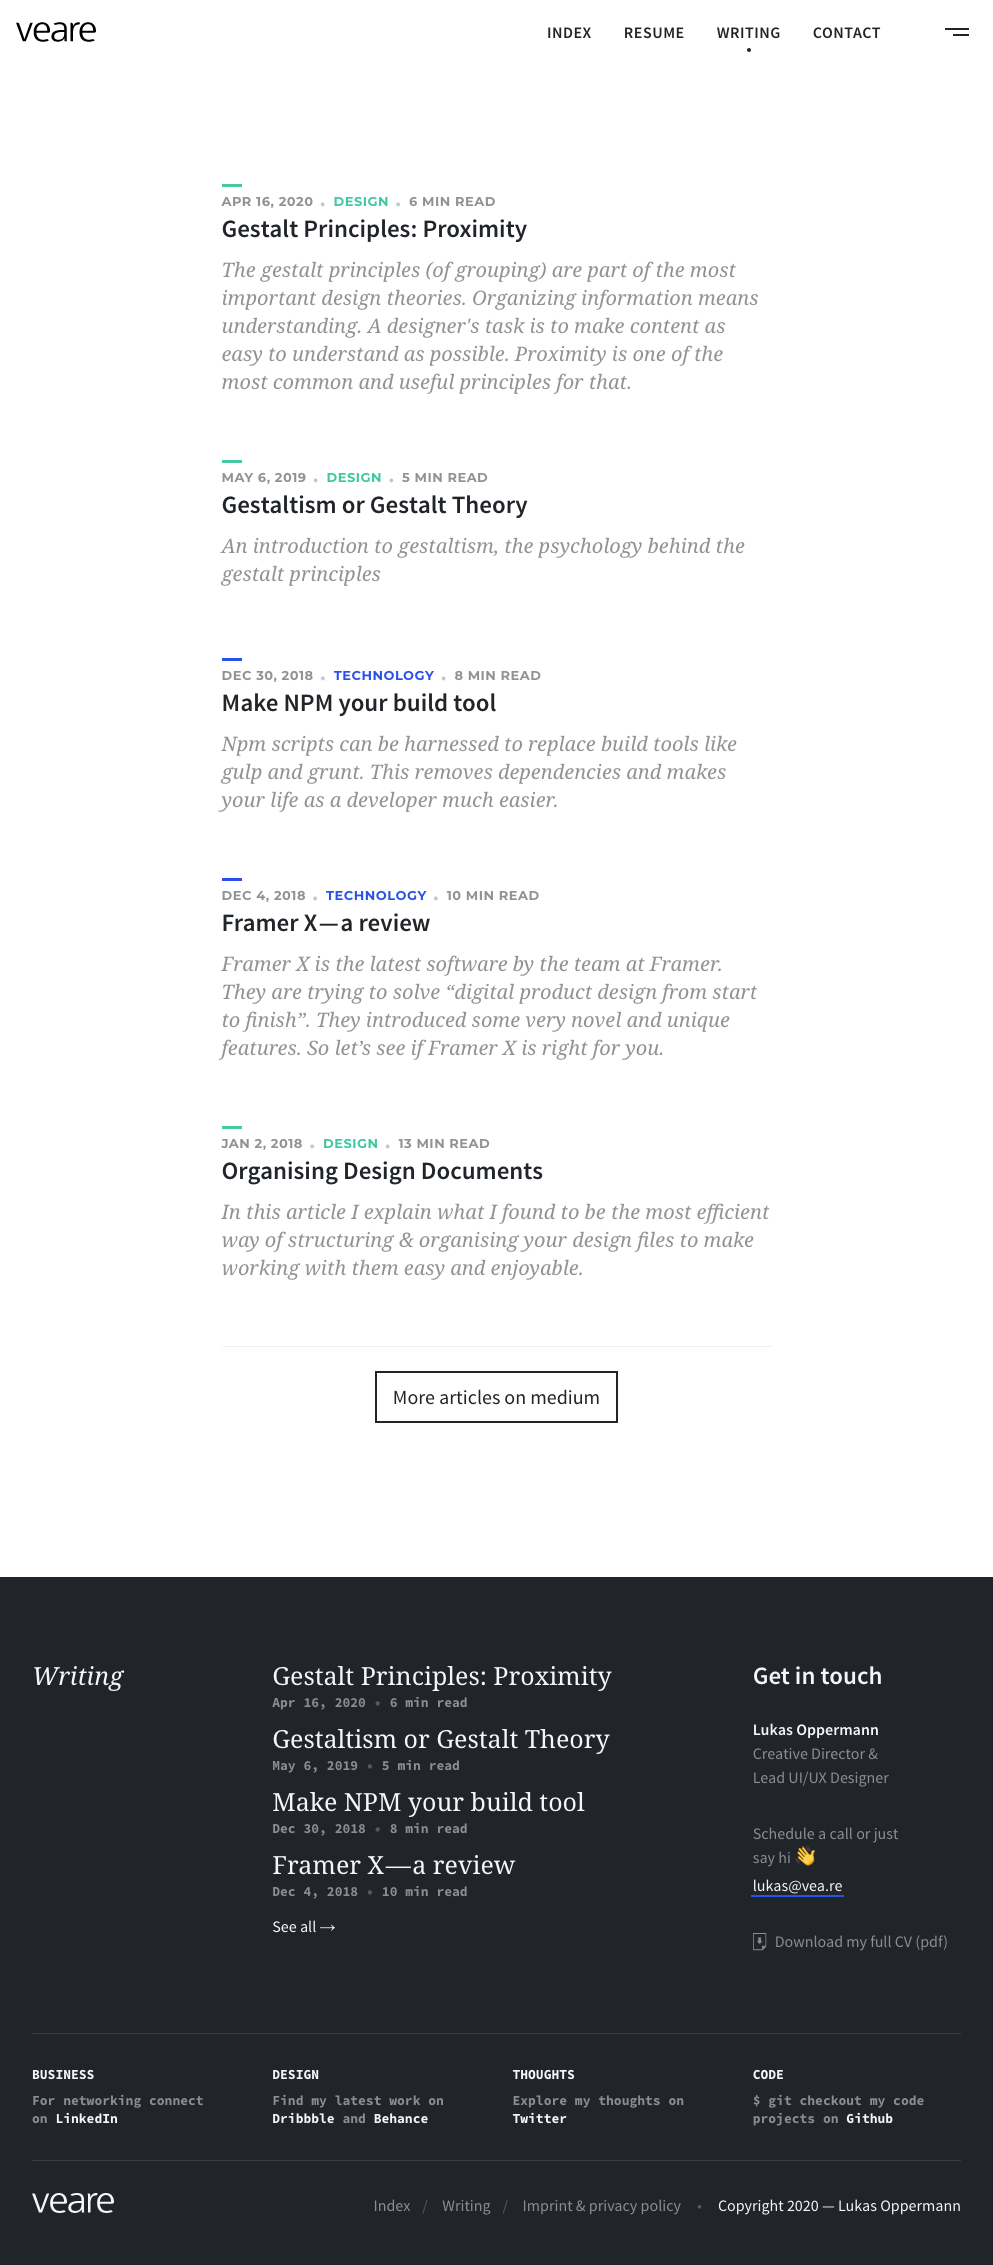 veare
INDEX RESUME WRITING CONTACT
APR 16, 2020 • DESIGN • 6 MIN READ
Gestalt Principles: Proximity
The gestalt principles (of grouping) are part of the most
important design theories. Organizing information means
understanding. A designer's task is to make content as
easy to understand as possible. Proximity is one of the
most common and useful principles for that.
MAY 6, 2019 • DESIGN • 5 MIN READ
Gestaltism or Gestalt Theory
An introduction to gestaltism, the psychology behind the
gestalt principles
DEC 30, 2018 • TECHNOLOGY • 8 MIN READ
Make NPM your build tool
Npm scripts can be harnessed to replace build tools like
gulp and grunt. This removes dependencies and makes
your life as a developer much easier.
DEC 4, 2018 • TECHNOLOGY • 10 MIN READ
Framer X—a review
Framer X is the latest software by the team at Framer.
They are trying to solve “digital product design from start
to finish”. They introduced some very novel and unique
features. So let’s see if Framer X is right for you.
JAN 2, 2018 • DESIGN • 13 MIN READ
Organising Design Documents
In this article I explain what I found to be the most efficient
way of structuring & organising your design files to make
working with them easy and enjoyable.
More articles on medium
Writing
Gestalt Principles: Proximity
Apr 16, 2020 • 6 min read
Gestaltism or Gestalt Theory
May 6, 2019 • 5 min read
Make NPM your build tool
Dec 30, 2018 • 8 min read
Framer X—a review
Dec 4, 2018 • 10 min read
See all →
Get in touch
Lukas Oppermann
Creative Director &
Lead UI/UX Designer
Schedule a call or just
say hi 👋
lukas@vea.re
Download my full CV (pdf)
BUSINESS
For networking connect
on LinkedIn
DESIGN
Find my latest work on
Dribbble and Behance
THOUGHTS
Explore my thoughts on
Twitter
CODE
$ git checkout my code
projects on Github
veare
Index / Writing / Imprint & privacy policy • Copyright 2020 — Lukas Oppermann